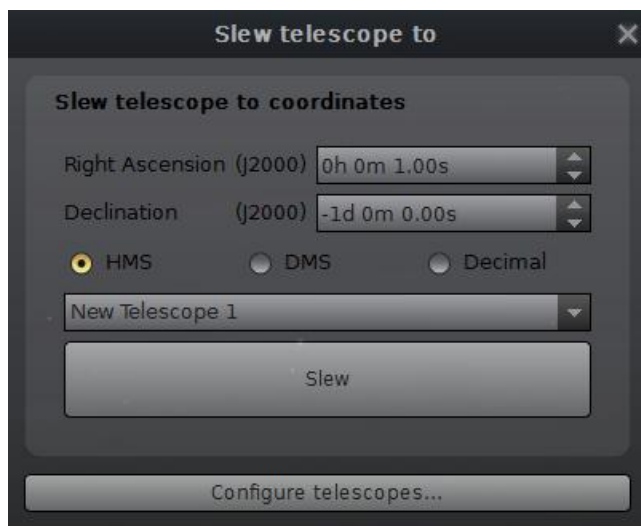 Slew telescope to
Slew telescope to coordinates
Right Ascension (J2000) 0h 0m 1.00s
Declination (J2000) -1d 0m 0.00s
HMS DMS Decimal
New Telescope 1
Slew
Configure telescopes...